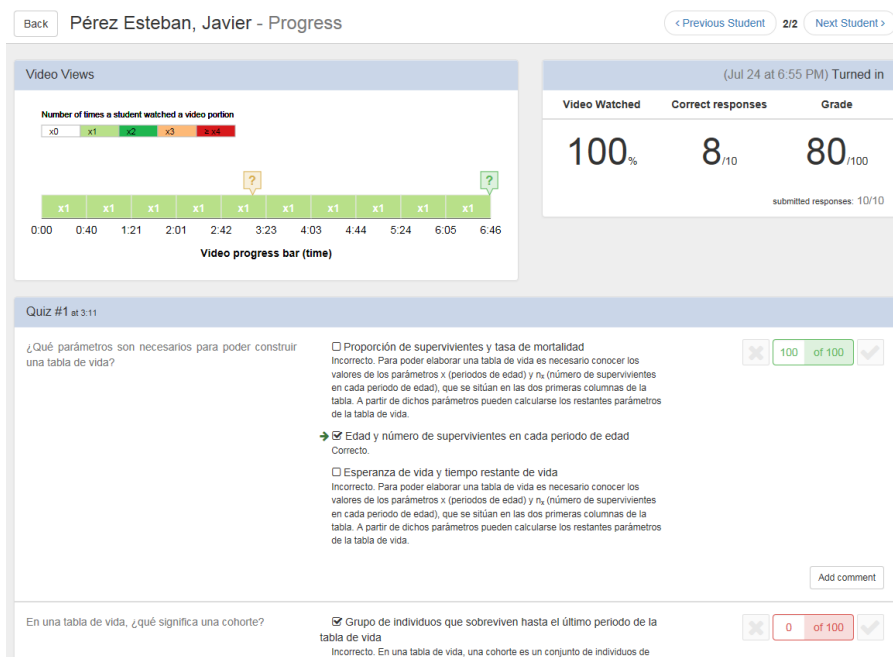 Back Pérez Esteban, Javier - Progress
‹ Previous Student 2/2 Next Student ›
Video Views
Number of times a student watched a video portion
x0 x1 x2 x3 ≥ x4
? ?
x1 x1 x1 x1 x1 x1 x1 x1 x1 x1
0:00 0:40 1:21 2:01 2:42 3:23 4:03 4:44 5:24 6:05 6:46
Video progress bar (time)
(Jul 24 at 6:55 PM) Turned in
Video Watched Correct responses Grade
100% 8/10 80/100
submitted responses: 10/10
Quiz #1 at 3:11
¿Qué parámetros son necesarios para poder construir
una tabla de vida?
Proporción de supervivientes y tasa de mortalidad
Incorrecto. Para poder elaborar una tabla de vida es necesario conocer los
valores de los parámetros x (periodos de edad) y nx (número de supervivientes
en cada periodo de edad), que se sitúan en las dos primeras columnas de la
tabla. A partir de dichos parámetros pueden calcularse los restantes parámetros
de la tabla de vida.
Edad y número de supervivientes en cada periodo de edad
Correcto.
Esperanza de vida y tiempo restante de vida
Incorrecto. Para poder elaborar una tabla de vida es necesario conocer los
valores de los parámetros x (periodos de edad) y nx (número de supervivientes
en cada periodo de edad), que se sitúan en las dos primeras columnas de la
tabla. A partir de dichos parámetros pueden calcularse los restantes parámetros
de la tabla de vida.
100 of 100
Add comment
En una tabla de vida, ¿qué significa una cohorte?
Grupo de individuos que sobreviven hasta el último periodo de la
tabla de vida
Incorrecto. En una tabla de vida, una cohorte es un conjunto de individuos de
0 of 100